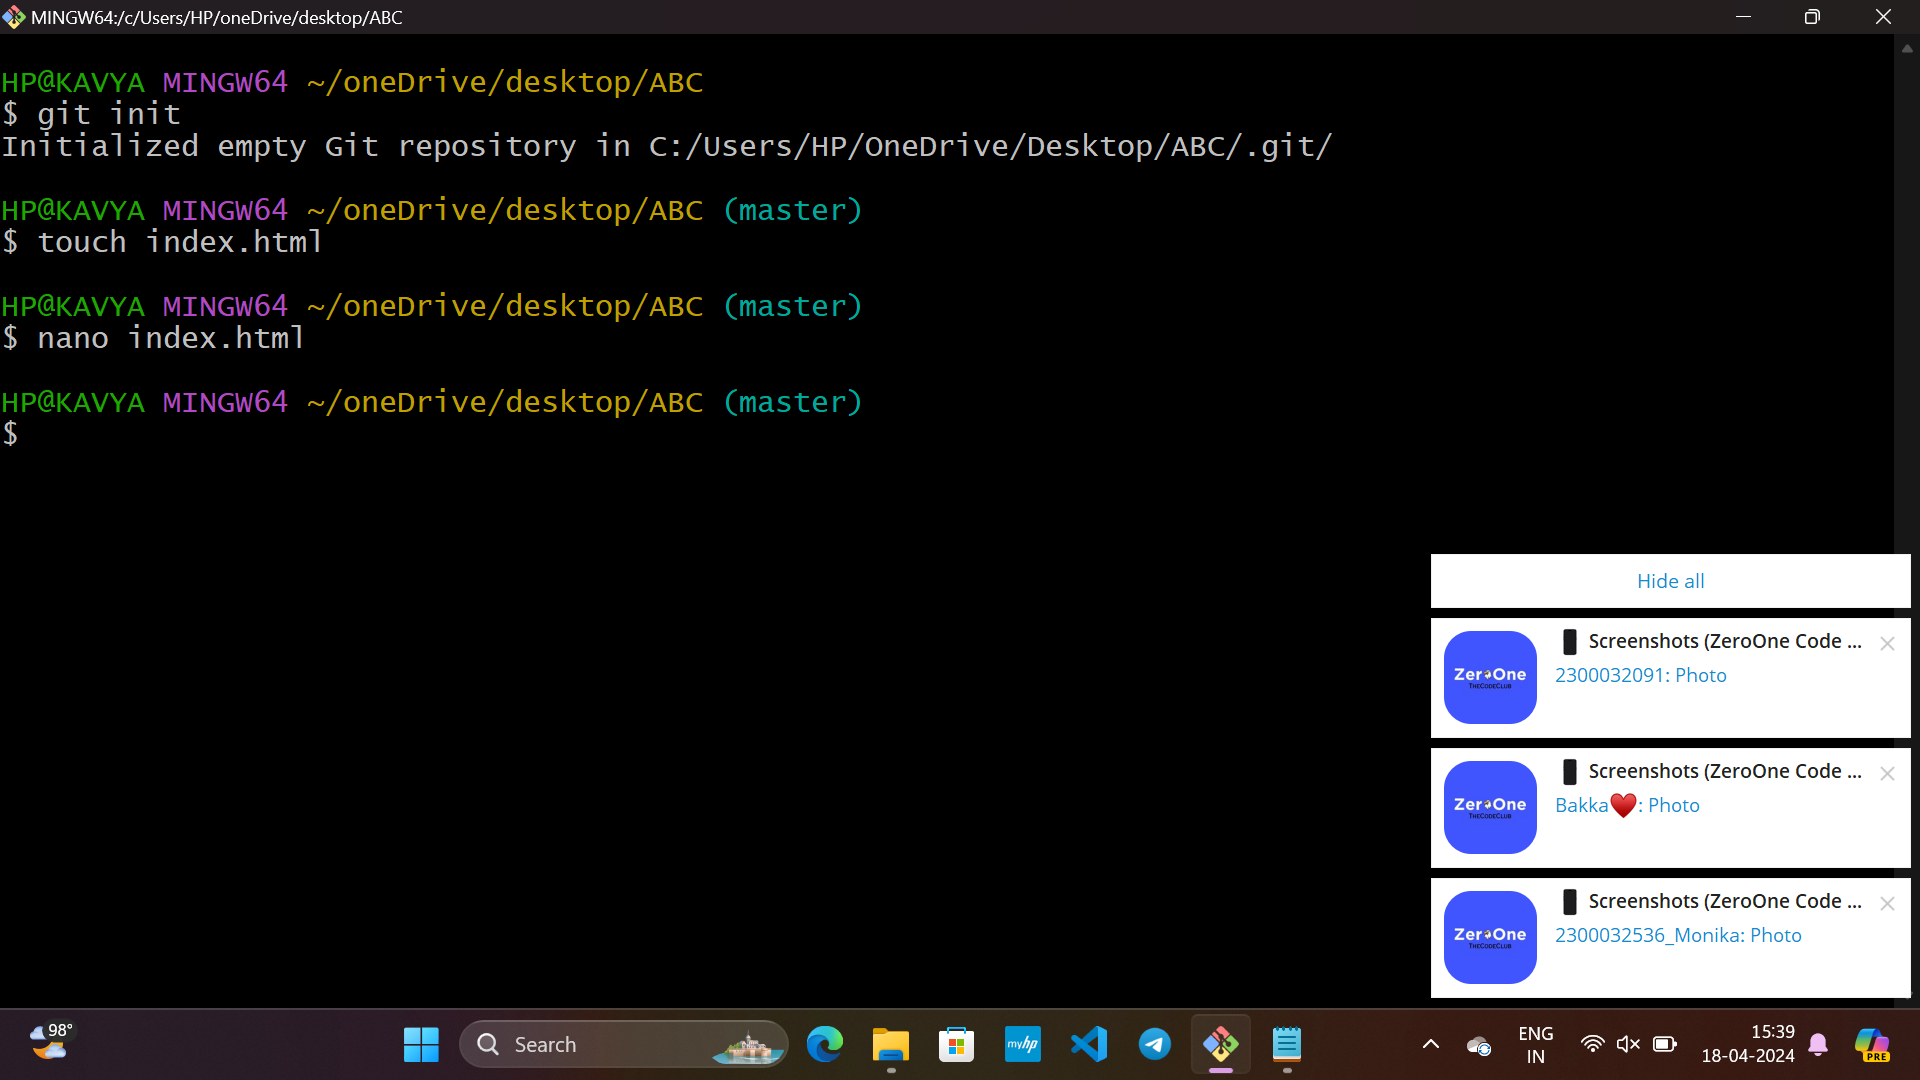 MINGW64:/c/Users/HP/oneDrive/desktop/ABC
HP@KAVYA MINGW64 ~/oneDrive/desktop/ABC
$ git init
Initialized empty Git repository in C:/Users/HP/OneDrive/Desktop/ABC/.git/
HP@KAVYA MINGW64 ~/oneDrive/desktop/ABC (master)
$ touch index.html
HP@KAVYA MINGW64 ~/oneDrive/desktop/ABC (master)
$ nano index.html
HP@KAVYA MINGW64 ~/oneDrive/desktop/ABC (master)
$
Hide all
ZeroOne
THECODECLUB
Screenshots (ZeroOne Code ...
2300032091: Photo
ZeroOne
THECODECLUB
Screenshots (ZeroOne Code ...
Bakka♥️: Photo
ZeroOne
THECODECLUB
Screenshots (ZeroOne Code ...
2300032536_Monika: Photo
98°
Search
myhp
ENG
IN
15:39
18-04-2024
PRE